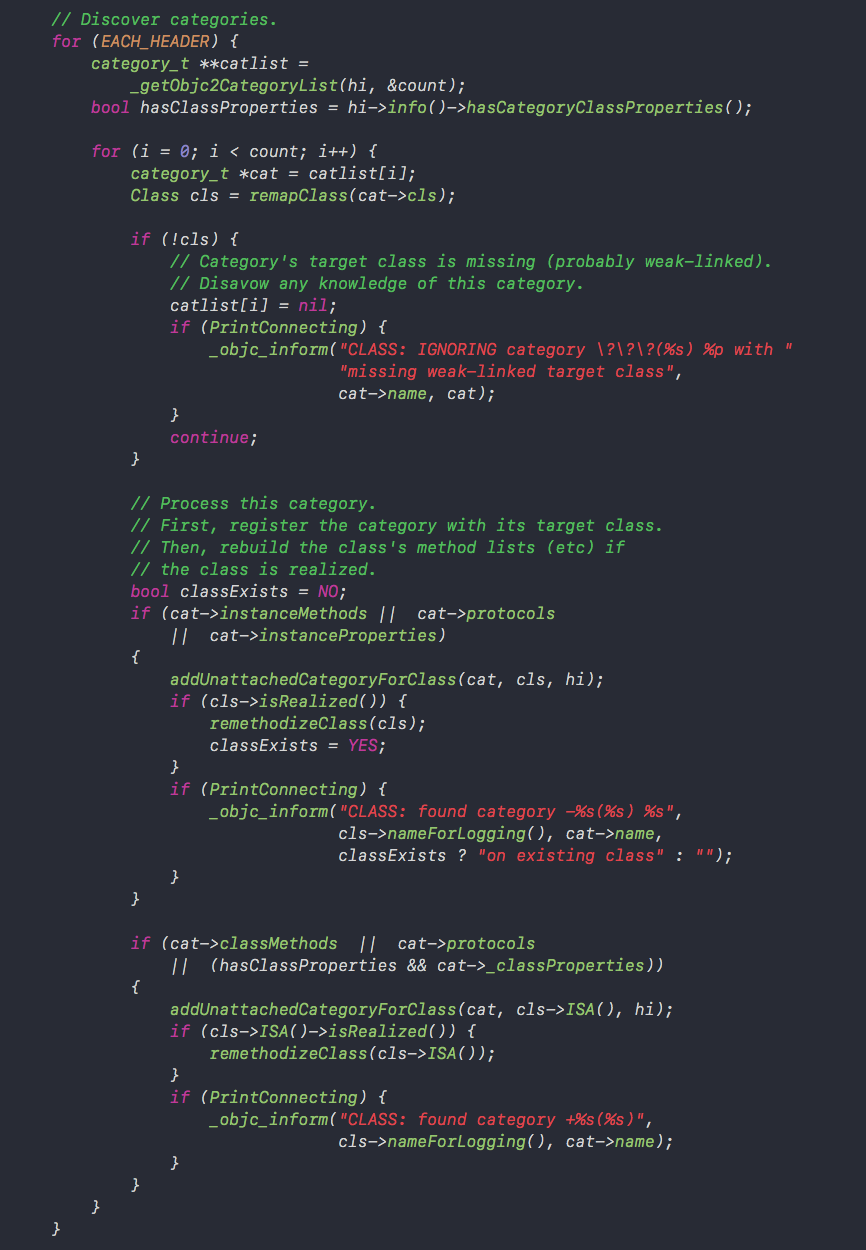 // Discover categories.
for (EACH_HEADER) {
    category_t **catlist =
        _getObjc2CategoryList(hi, &count);
    bool hasClassProperties = hi->info()->hasCategoryClassProperties();

    for (i = 0; i < count; i++) {
        category_t *cat = catlist[i];
        Class cls = remapClass(cat->cls);

        if (!cls) {
            // Category's target class is missing (probably weak-linked).
            // Disavow any knowledge of this category.
            catlist[i] = nil;
            if (PrintConnecting) {
                _objc_inform("CLASS: IGNORING category \?\?\?(%s) %p with "
                             "missing weak-linked target class",
                             cat->name, cat);
            }
            continue;
        }

        // Process this category.
        // First, register the category with its target class.
        // Then, rebuild the class's method lists (etc) if
        // the class is realized.
        bool classExists = NO;
        if (cat->instanceMethods ||  cat->protocols
            ||  cat->instanceProperties)
        {
            addUnattachedCategoryForClass(cat, cls, hi);
            if (cls->isRealized()) {
                remethodizeClass(cls);
                classExists = YES;
            }
            if (PrintConnecting) {
                _objc_inform("CLASS: found category -%s(%s) %s",
                             cls->nameForLogging(), cat->name,
                             classExists ? "on existing class" : "");
            }
        }

        if (cat->classMethods  ||  cat->protocols
            ||  (hasClassProperties && cat->_classProperties))
        {
            addUnattachedCategoryForClass(cat, cls->ISA(), hi);
            if (cls->ISA()->isRealized()) {
                remethodizeClass(cls->ISA());
            }
            if (PrintConnecting) {
                _objc_inform("CLASS: found category +%s(%s)",
                             cls->nameForLogging(), cat->name);
            }
        }
    }
}